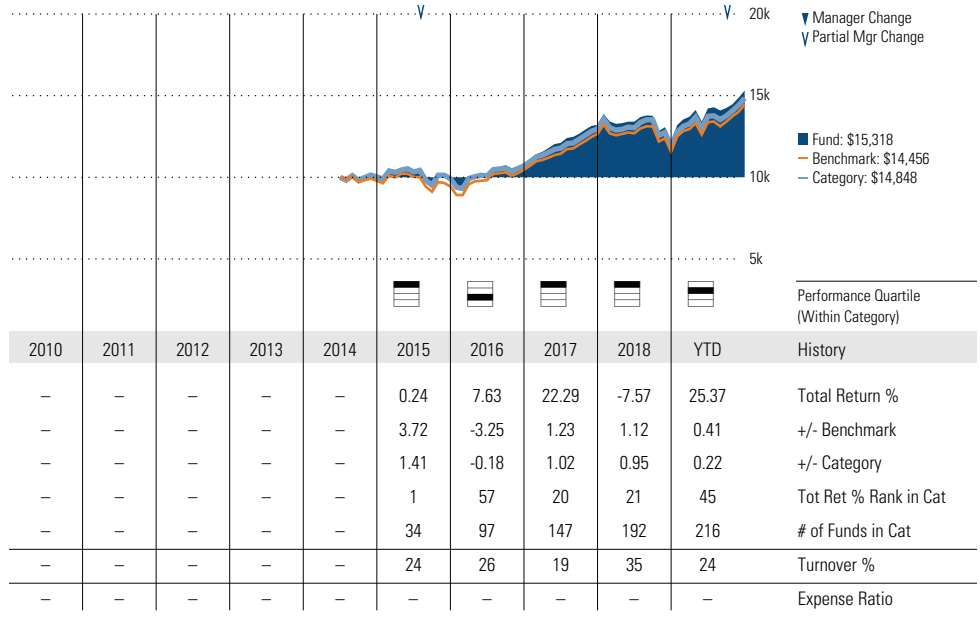 20k
Manager Change
Partial Mgr Change
15k
Fund: $15,318
Benchmark: $14,456
Category: $14,848
10k
5k
Performance Quartile
(Within Category)
2010 2011 2012 2013 2014 2015 2016 2017 2018 YTD History
– – – – – 0.24 7.63 22.29 -7.57 25.37 Total Return %
– – – – – 3.72 -3.25 1.23 1.12 0.41 +/- Benchmark
– – – – – 1.41 -0.18 1.02 0.95 0.22 +/- Category
– – – – – 1 57 20 21 45 Tot Ret % Rank in Cat
– – – – – 34 97 147 192 216 # of Funds in Cat
– – – – – 24 26 19 35 24 Turnover %
– – – – – – – – – – Expense Ratio